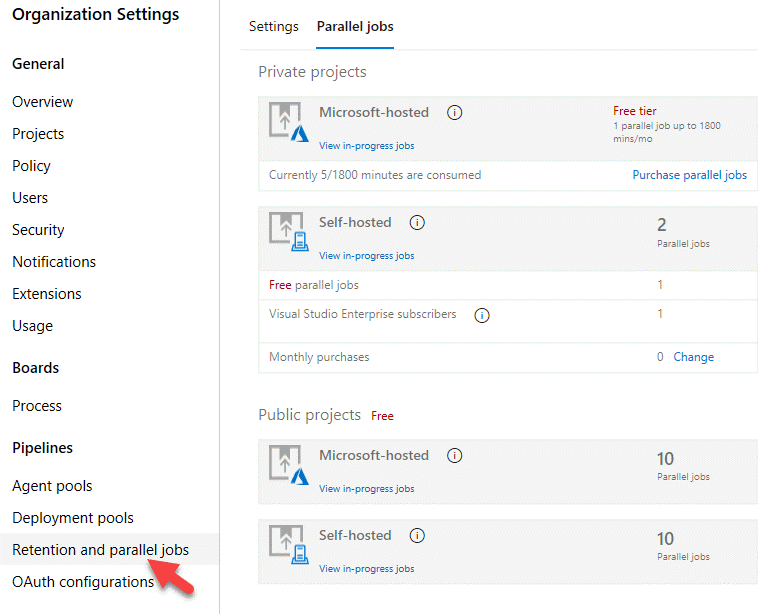 Organization Settings
General
Overview
Projects
Policy
Users
Security
Notifications
Extensions
Usage
Boards
Process
Pipelines
Agent pools
Deployment pools
Retention and parallel jobs
OAuth configurations
Settings Parallel jobs
Private projects
Microsoft-hosted
View in-progress jobs
Free tier
1 parallel job up to 1800
mins/mo
Currently 5/1800 minutes are consumed Purchase parallel jobs
Self-hosted
View in-progress jobs
2
Parallel jobs
Free parallel jobs 1
Visual Studio Enterprise subscribers 1
Monthly purchases 0 Change
Public projects Free
Microsoft-hosted
View in-progress jobs
10
Parallel jobs
Self-hosted
View in-progress jobs
10
Parallel jobs